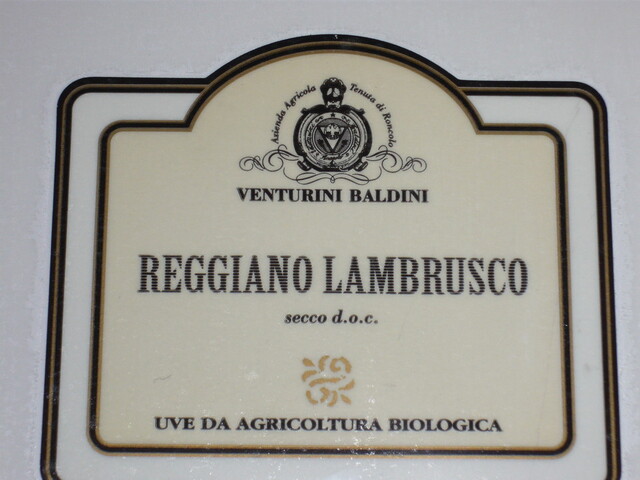 Azienda Agricola Tenuta di Roncolo
VENTURINI BALDINI
REGGIANO LAMBRUSCO
secco d.o.c.
UVE DA AGRICOLTURA BIOLOGICA